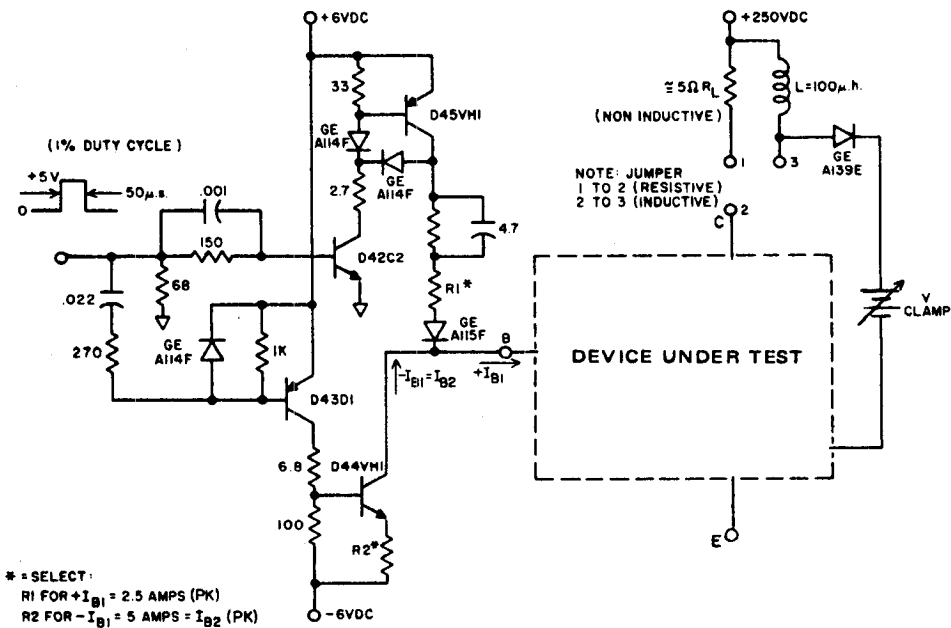 +6VDC
+250VDC
33
D45VH1
≅ 5Ω RL
L=100μ.h.
(NON INDUCTIVE)
GE
A114F
(1% DUTY CYCLE)
GE
A114F
GE
A139E
+5V
50μ.s.
0
.001
2.7
1
3
NOTE: JUMPER
1 TO 2 (RESISTIVE)
2 TO 3 (INDUCTIVE)
4.7
150
D42C2
C
2
68
R1*
.022
V
CLAMP
GE
A114F
1K
GE
A115F
B
270
-IB1=IB2
+IB1
DEVICE UNDER TEST
D43D1
6.8
D44VH1
100
R2*
E
* = SELECT:
R1 FOR +IB1 = 2.5 AMPS (PK)
R2 FOR -IB1 = 5 AMPS = IB2 (PK)
-6VDC